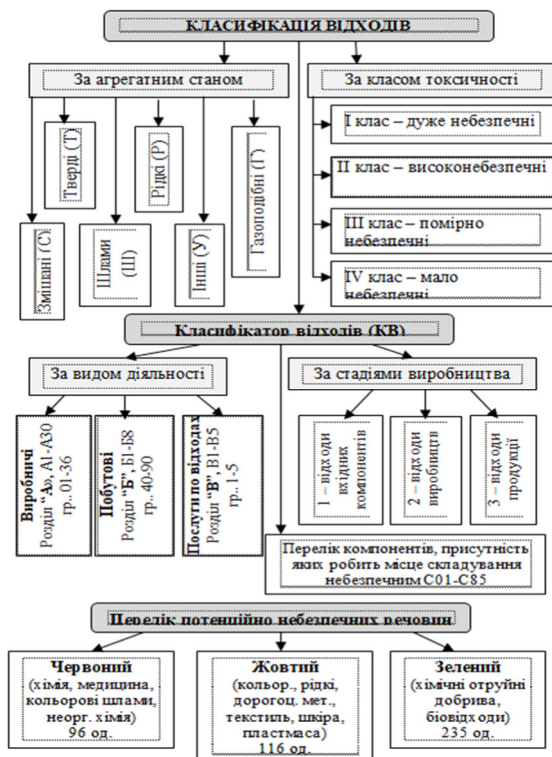 КЛАСИФІКАЦІЯ ВІДХОДІВ
За агрегатним станом
За класом токсичності
Змішані (С)
Тверді (Т)
Шлами
(Ш)
Рідкі (Р)
Інші (У)
Газоподібні (Г)
І клас – дуже небезпечні
ІІ клас – високонебезпечні
ІІІ клас – помірно
небезпечні
IV клас – мало
небезпечні
Класифікатор відходів (КВ)
За видом діяльності
За стадіями виробництва
Виробничі
Розділ “А», А1-А30
гр.. 01-36
Побутові
Розділ “Б”, Б1-Б8
гр.. 40-90
Послуги по відходах
Розділ “В”, В1-В5
гр.. 1-5
1 – відходи
вхідних
компонентів
2 – відходи
виробництв
3 – відходи
продукції
Перелік компонентів, присутність
яких робить місце складування
небезпечним С01-С85
Перелік потенційно небезпечних речовин
Червоний
(хімія, медицина,
кольорові шлами,
неорг. хімія)
96 од.
Жовтий
(кольор., рідкі,
дорогоц. мет.,
текстиль, шкіра,
пластмаса)
116 од.
Зелений
(хімічні отруйні
добрива,
біовідходи)
235 од.